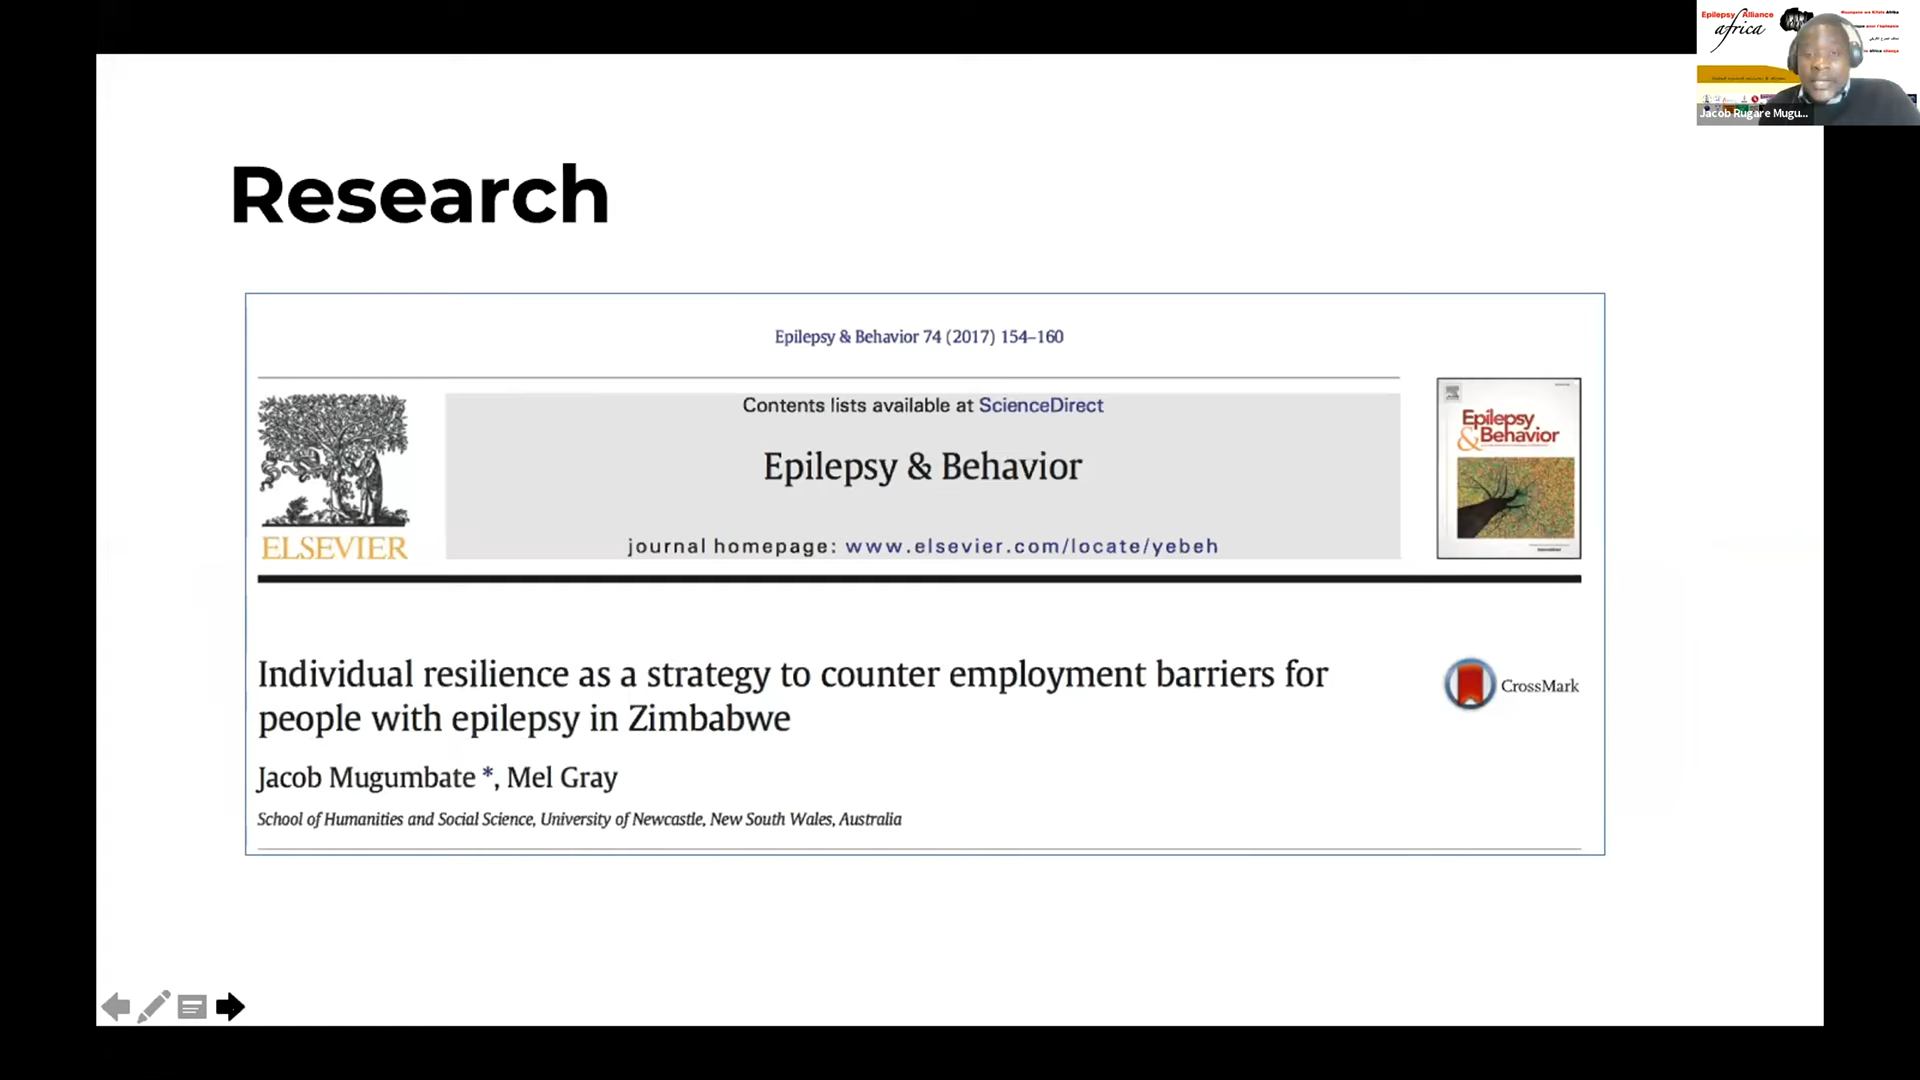 Research
Epilepsy & Behavior 74 (2017) 154–160
Contents lists available at ScienceDirect
Epilepsy & Behavior
journal homepage: www.elsevier.com/locate/yebeh
ELSEVIER
Epilepsy
& Behavior
Individual resilience as a strategy to counter employment barriers for
people with epilepsy in Zimbabwe
CrossMark
Jacob Mugumbate *, Mel Gray
School of Humanities and Social Science, University of Newcastle, New South Wales, Australia
Epilepsy Alliance
africa
Jacob Rugare Mugu...